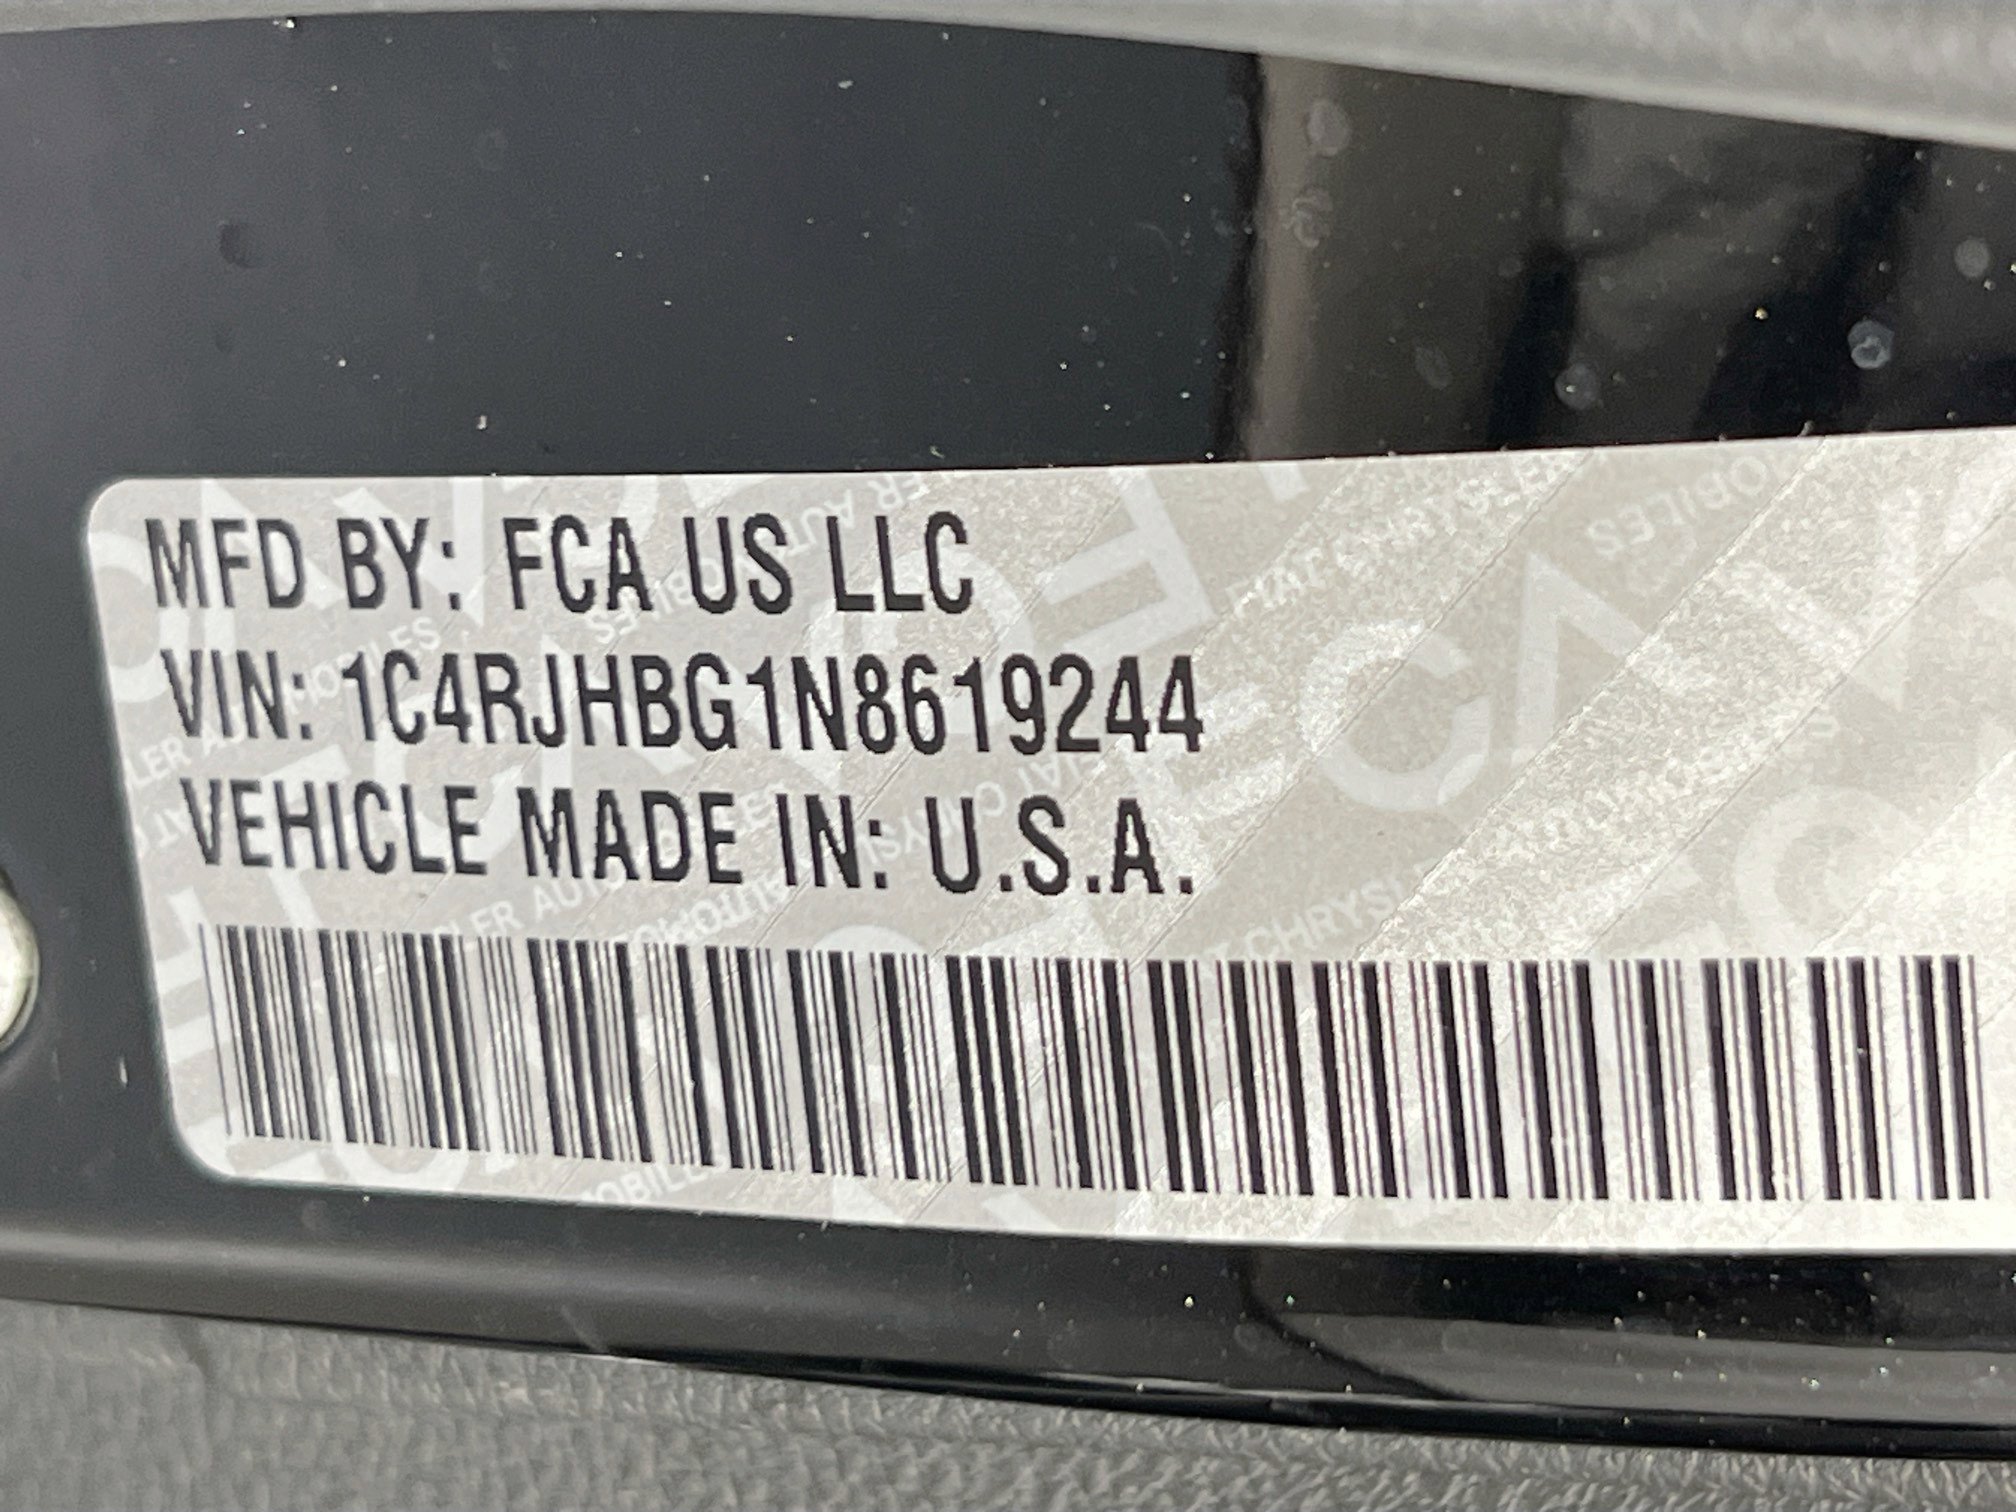 MFD BY: FCA US LLC
VIN: 1C4RJHBG1N8619244
VEHICLE MADE IN: U.S.A.